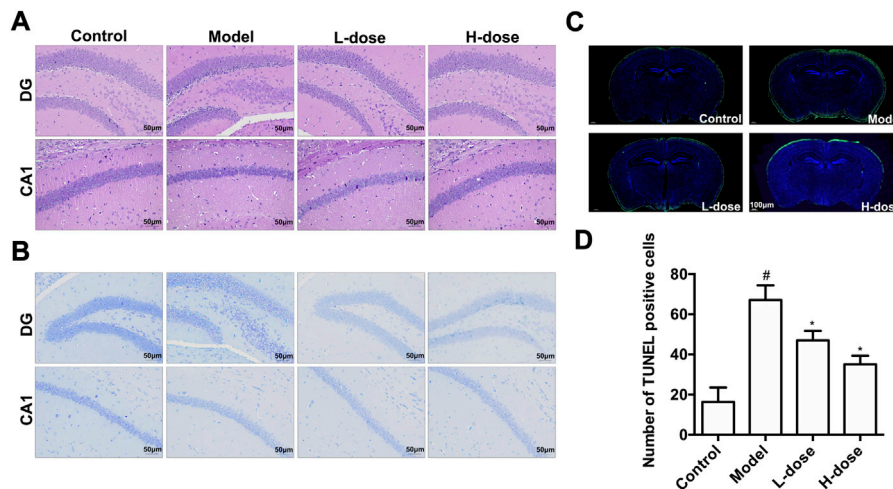 A
Control Model L-dose H-dose
DG
50μm 50μm 50μm 50μm
CA1
50μm 50μm 50μm 50μm
B
DG
50μm 50μm 50μm 50μm
CA1
50μm 50μm 50μm 50μm
C
Control Mod
L-dose 100μm H-dos
D
Number of TUNEL positive cells
80
60
40
20
0
#
*
*
Control Model L-dose H-dose